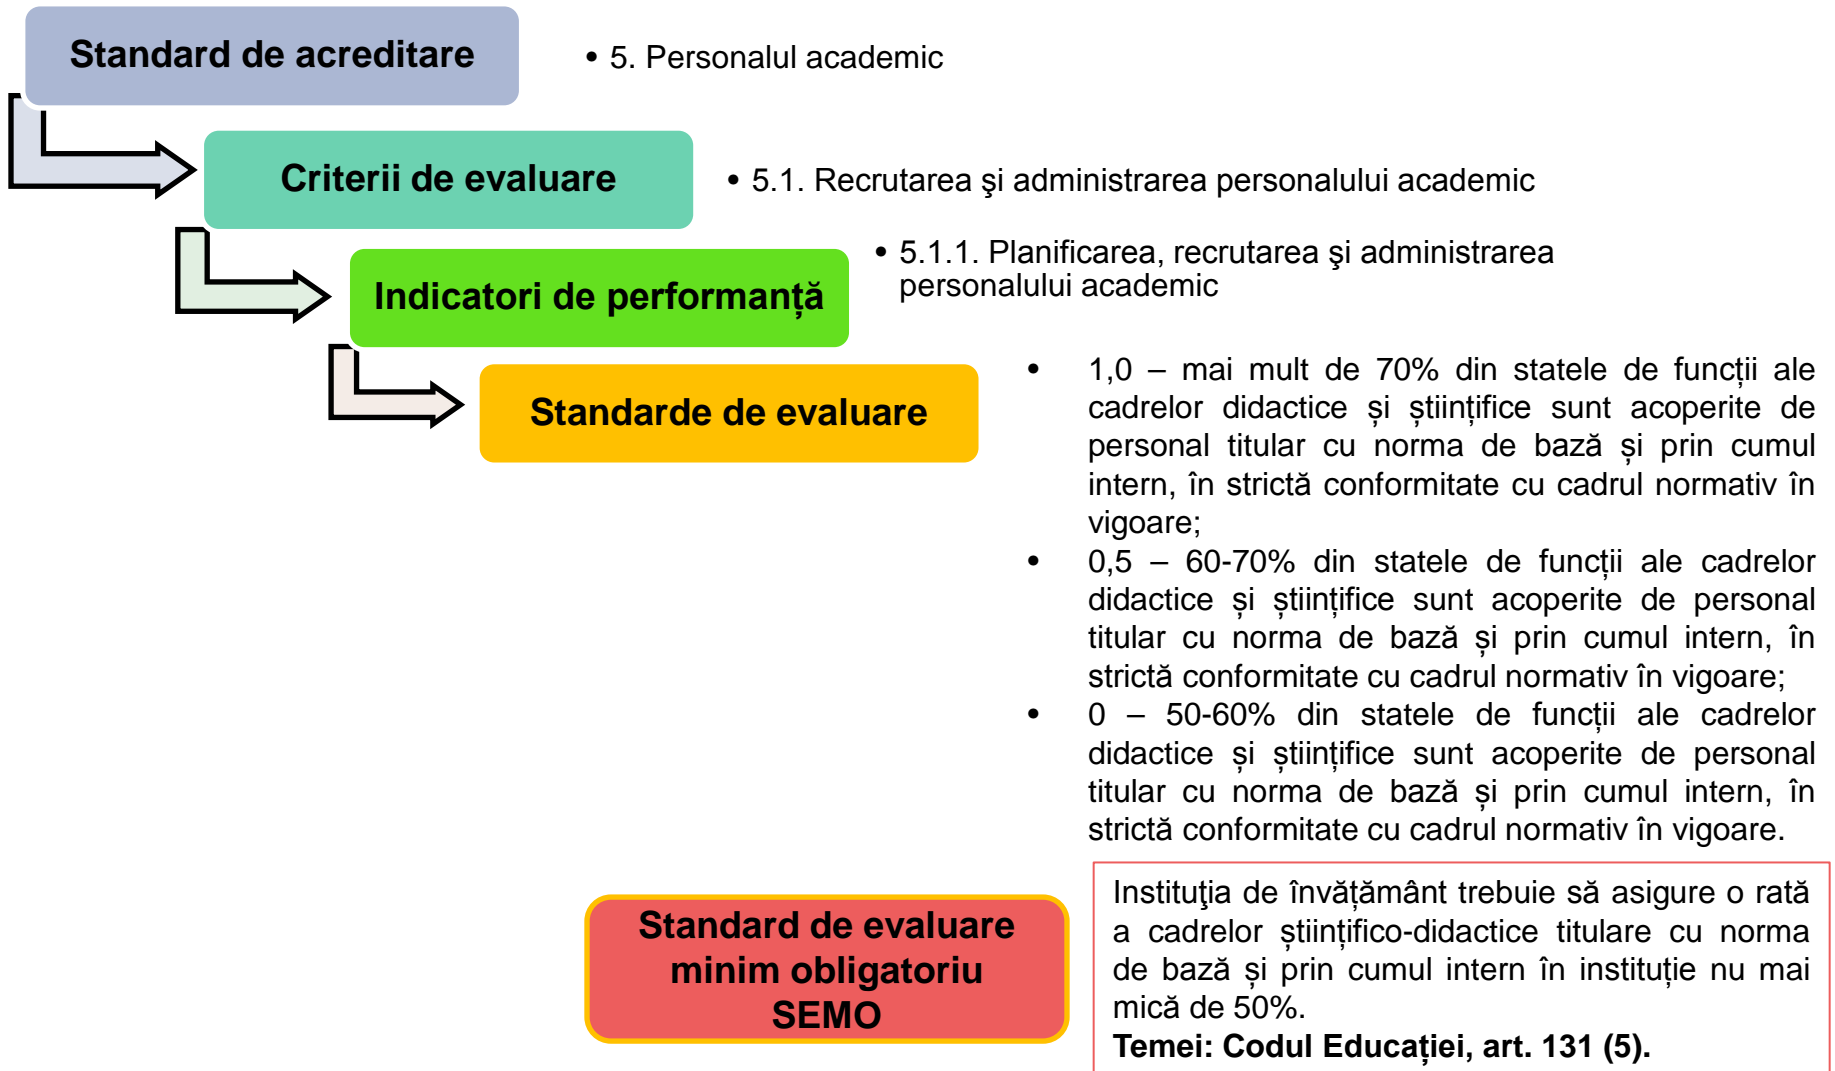 Standard de acreditare
• 5. Personalul academic
Criterii de evaluare
• 5.1. Recrutarea şi administrarea personalului academic
Indicatori de performanță
• 5.1.1. Planificarea, recrutarea şi administrarea
personalului academic
Standarde de evaluare
• 1,0 – mai mult de 70% din statele de funcții ale
cadrelor didactice și științifice sunt acoperite de
personal titular cu norma de bază și prin cumul
intern, în strictă conformitate cu cadrul normativ în
vigoare;
• 0,5 – 60-70% din statele de funcții ale cadrelor
didactice și științifice sunt acoperite de personal
titular cu norma de bază și prin cumul intern, în
strictă conformitate cu cadrul normativ în vigoare;
• 0 – 50-60% din statele de funcții ale cadrelor
didactice și științifice sunt acoperite de personal
titular cu norma de bază și prin cumul intern, în
strictă conformitate cu cadrul normativ în vigoare.
Standard de evaluare
minim obligatoriu
SEMO
Instituţia de învățământ trebuie să asigure o rată
a cadrelor științifico-didactice titulare cu norma
de bază și prin cumul intern în instituție nu mai
mică de 50%.
Temei: Codul Educației, art. 131 (5).